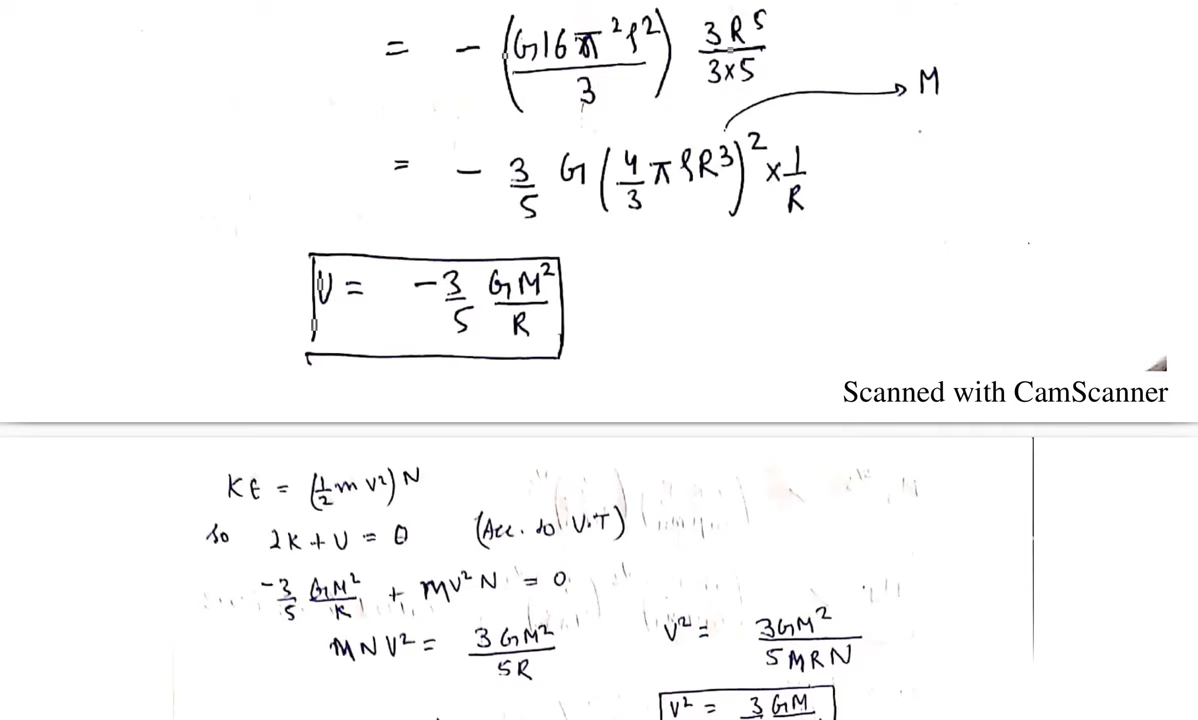 = - (G16π²ρ²/3) 3R⁵/3×5
= - 3/5 G (4/3 πρR³)² × 1/R → M
U = -3/5 GM²/R
Scanned with CamScanner
KE = (1/2 m v²) N
So 2K + U = 0 (Acc. to V.T)
-3/5 GM²/R + mv²N = 0
mNv² = 3GM²/5R v² = 3GM²/5MRN
v² = 3GM